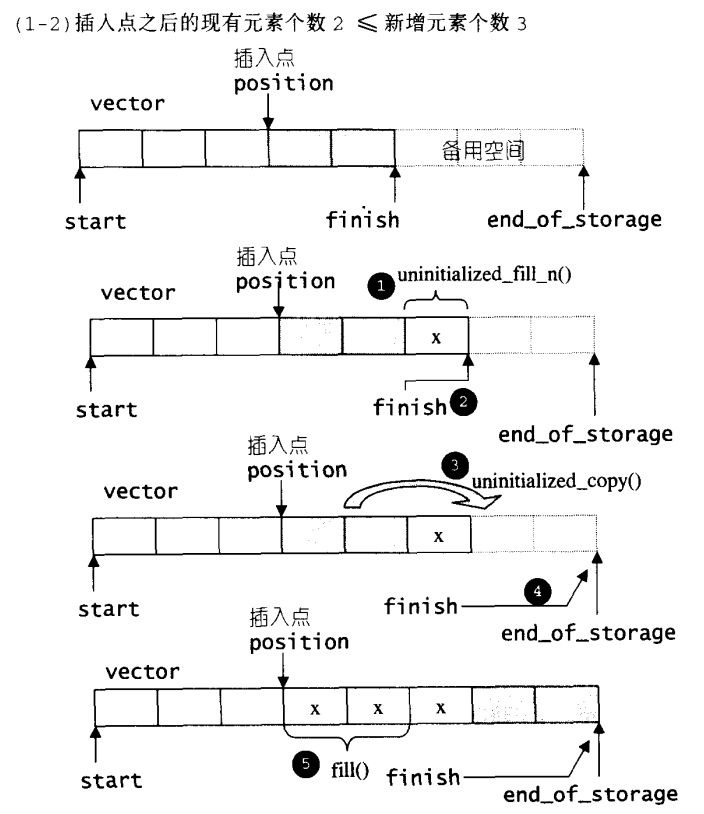 (1-2)插入点之后的现有元素个数 2 ≤ 新增元素个数 3
插入点
position
vector
备用空间
start
finish
end_of_storage
插入点
position
1 uninitialized_fill_n()
vector
x
start
finish 2
end_of_storage
插入点
position
3
uninitialized_copy()
vector
x
start
finish
4
end_of_storage
插入点
position
vector
x x x
5 fill()
start
finish
end_of_storage